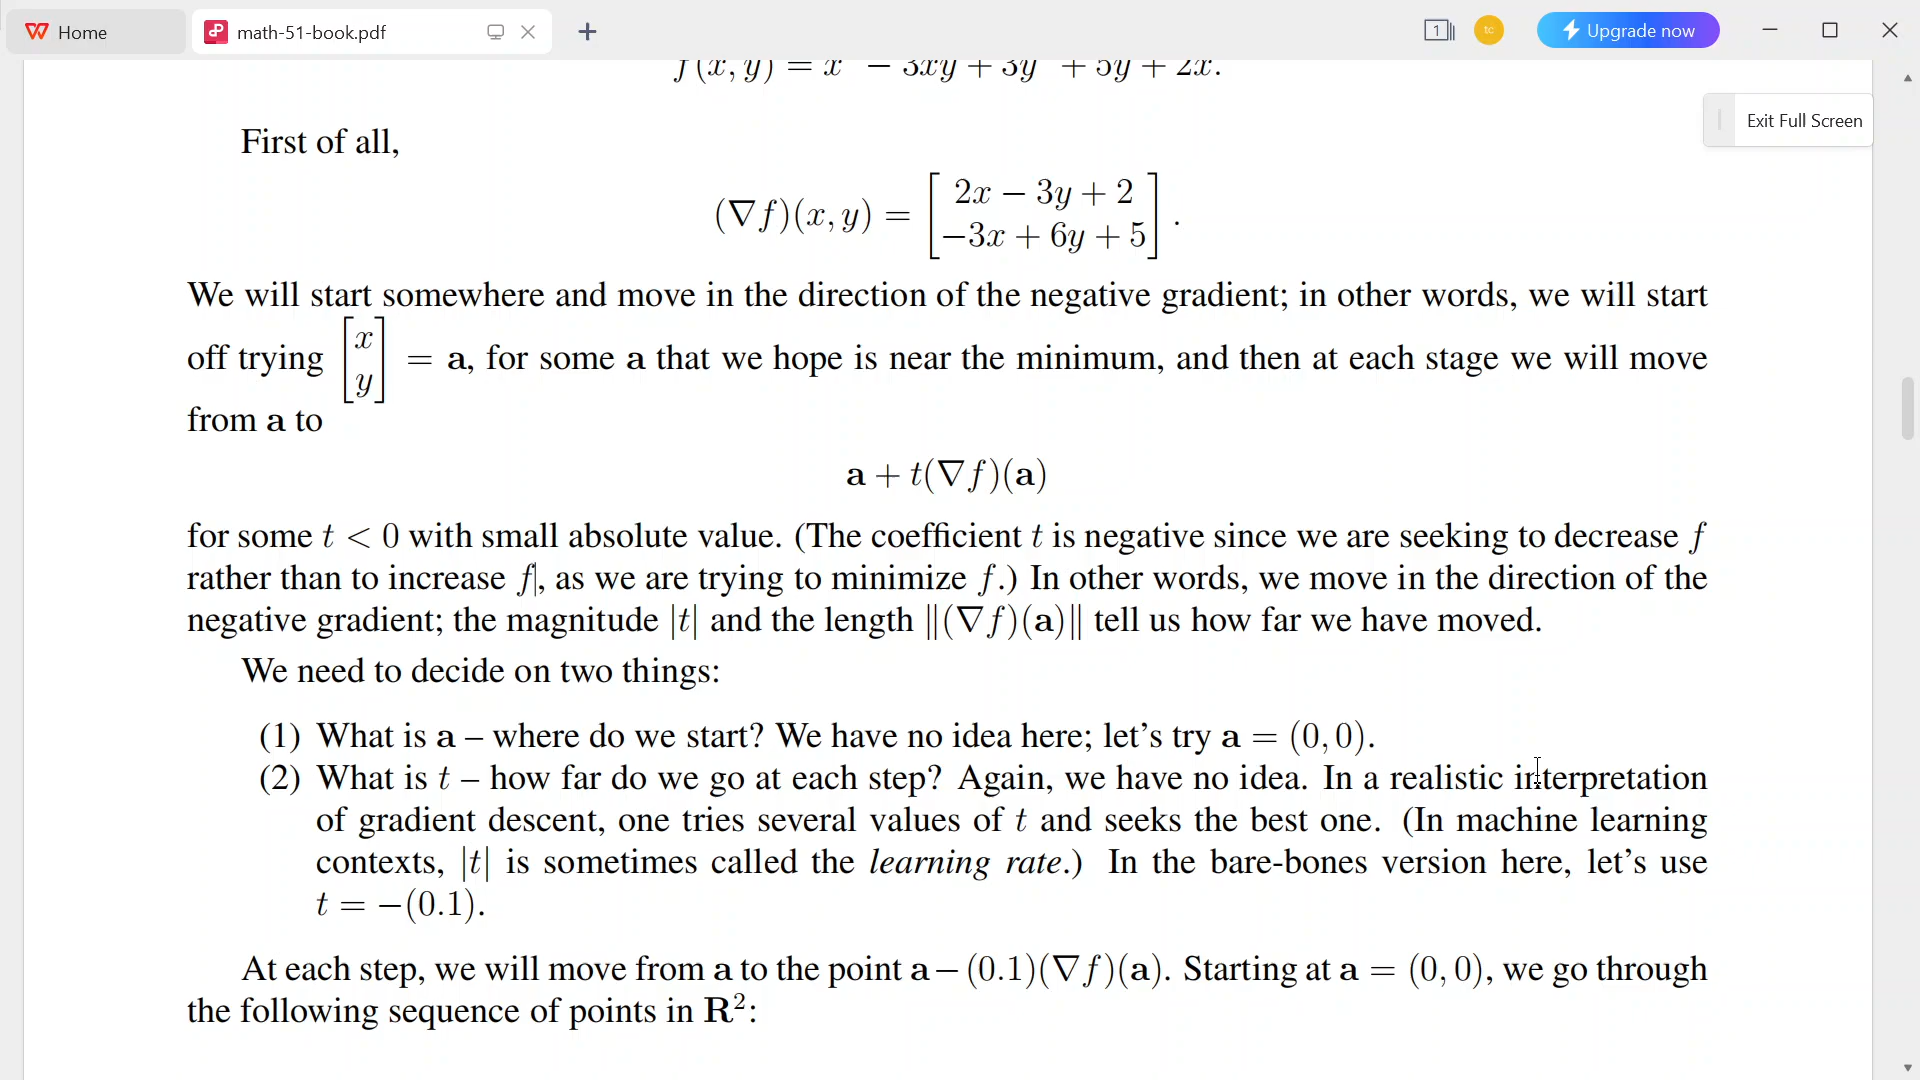 Home
math-51-book.pdf
1
tc
Upgrade now
f(x, y) = x − 3xy + 3y + 5y + 2x.
Exit Full Screen
First of all,
(∇f)(x, y) = [ 2x − 3y + 2
−3x + 6y + 5 ] .
We will start somewhere and move in the direction of the negative gradient; in other words, we will start
off trying [ x y ] = a, for some a that we hope is near the minimum, and then at each stage we will move
from a to
a + t(∇f)(a)
for some t < 0 with small absolute value. (The coefficient t is negative since we are seeking to decrease f
rather than to increase f, as we are trying to minimize f.) In other words, we move in the direction of the
negative gradient; the magnitude |t| and the length ‖(∇f)(a)‖ tell us how far we have moved.
We need to decide on two things:
(1) What is a – where do we start? We have no idea here; let’s try a = (0, 0).
(2) What is t – how far do we go at each step? Again, we have no idea. In a realistic interpretation
of gradient descent, one tries several values of t and seeks the best one. (In machine learning
contexts, |t| is sometimes called the learning rate.) In the bare-bones version here, let’s use
t = −(0.1).
At each step, we will move from a to the point a − (0.1)(∇f)(a). Starting at a = (0, 0), we go through
the following sequence of points in R²: